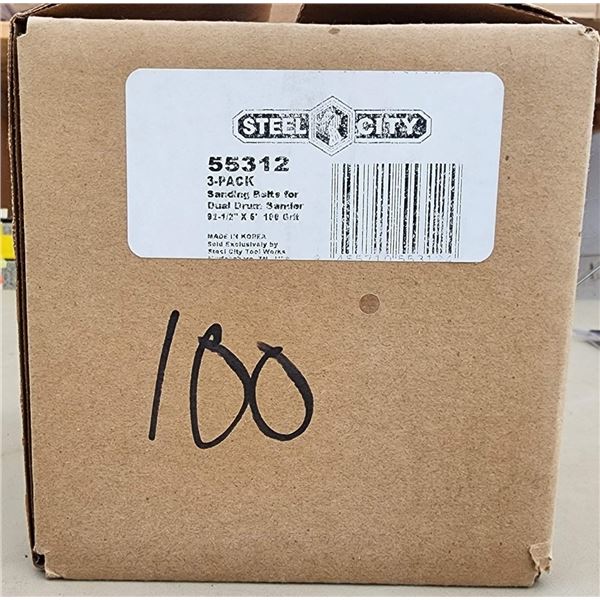 STEEL CITY
55312
3-PACK
Sanding Belts for
Dual Drum Sander
MADE IN KOREA
Sold Exclusively by
Steel City Tool Works
100